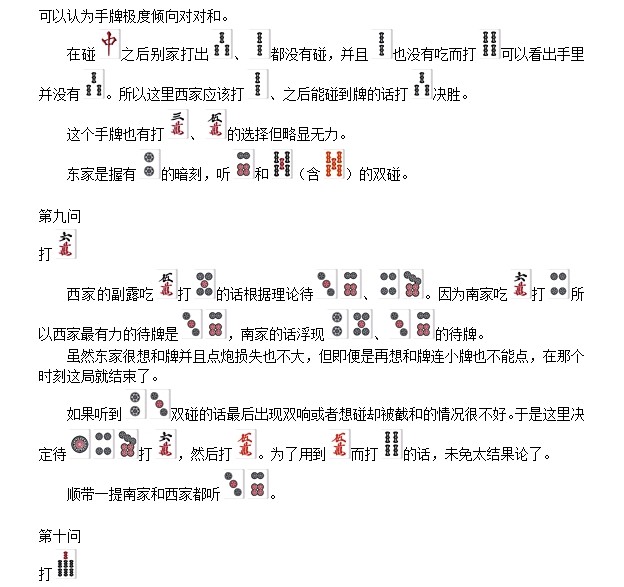 可以认为手牌极度倾向对对和。
在碰中之后别家打出、都没有碰，并且也没有吃而打可以看出手里
并没有。所以这里西家应该打、之后能碰到牌的话打决胜。
这个手牌也有打三萬、伍萬的选择但略显无力。
东家是握有的暗刻，听和（含）的双碰。
第九问
打六萬
西家的副露吃伍萬打的话根据理论待、。因为南家吃六萬打所
以西家最有力的待牌是，南家的话浮现、的待牌。
虽然东家很想和牌并且点炮损失也不大，但即便是再想和牌连小牌也不能点，在那个
时刻这局就结束了。
如果听到双碰的话最后出现双响或者想碰却被截和的情况很不好。于是这里决
定待打六萬，然后打伍萬。为了用到伍萬而打的话，未免太结果论了。
顺带一提南家和西家都听。
第十问
打